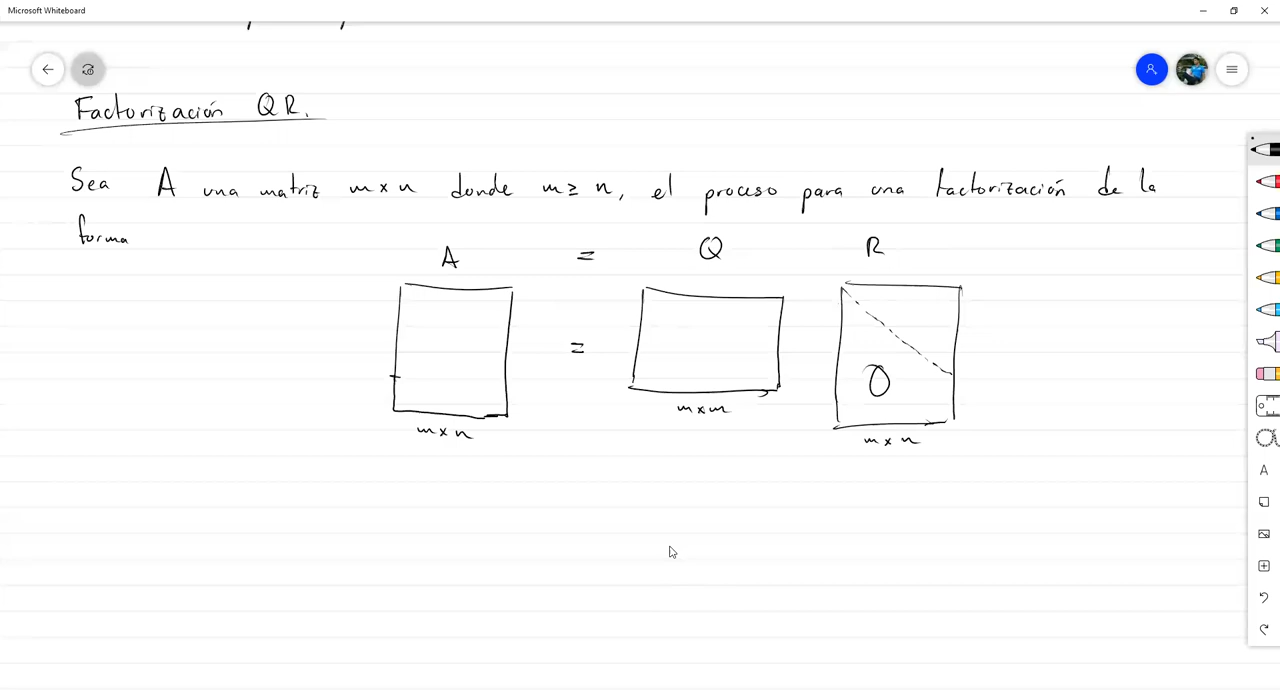 Microsoft Whiteboard
Factorización QR.
Sea A una matriz m x n donde m ≥ n, el proceso para una factorización de la
forma
A = Q R
=
0
m x n
m x m
m x n
A